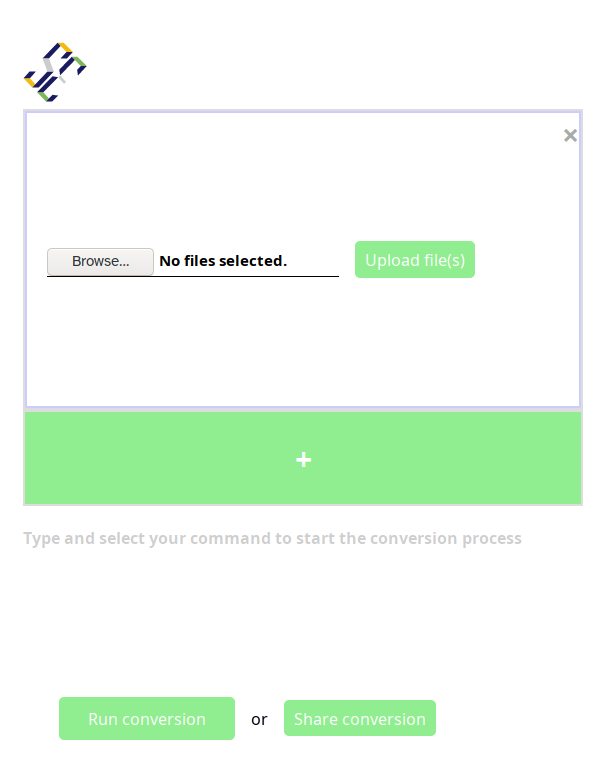 ×
Browse... No files selected. Upload file(s)
+
Type and select your command to start the conversion process
Run conversion or Share conversion